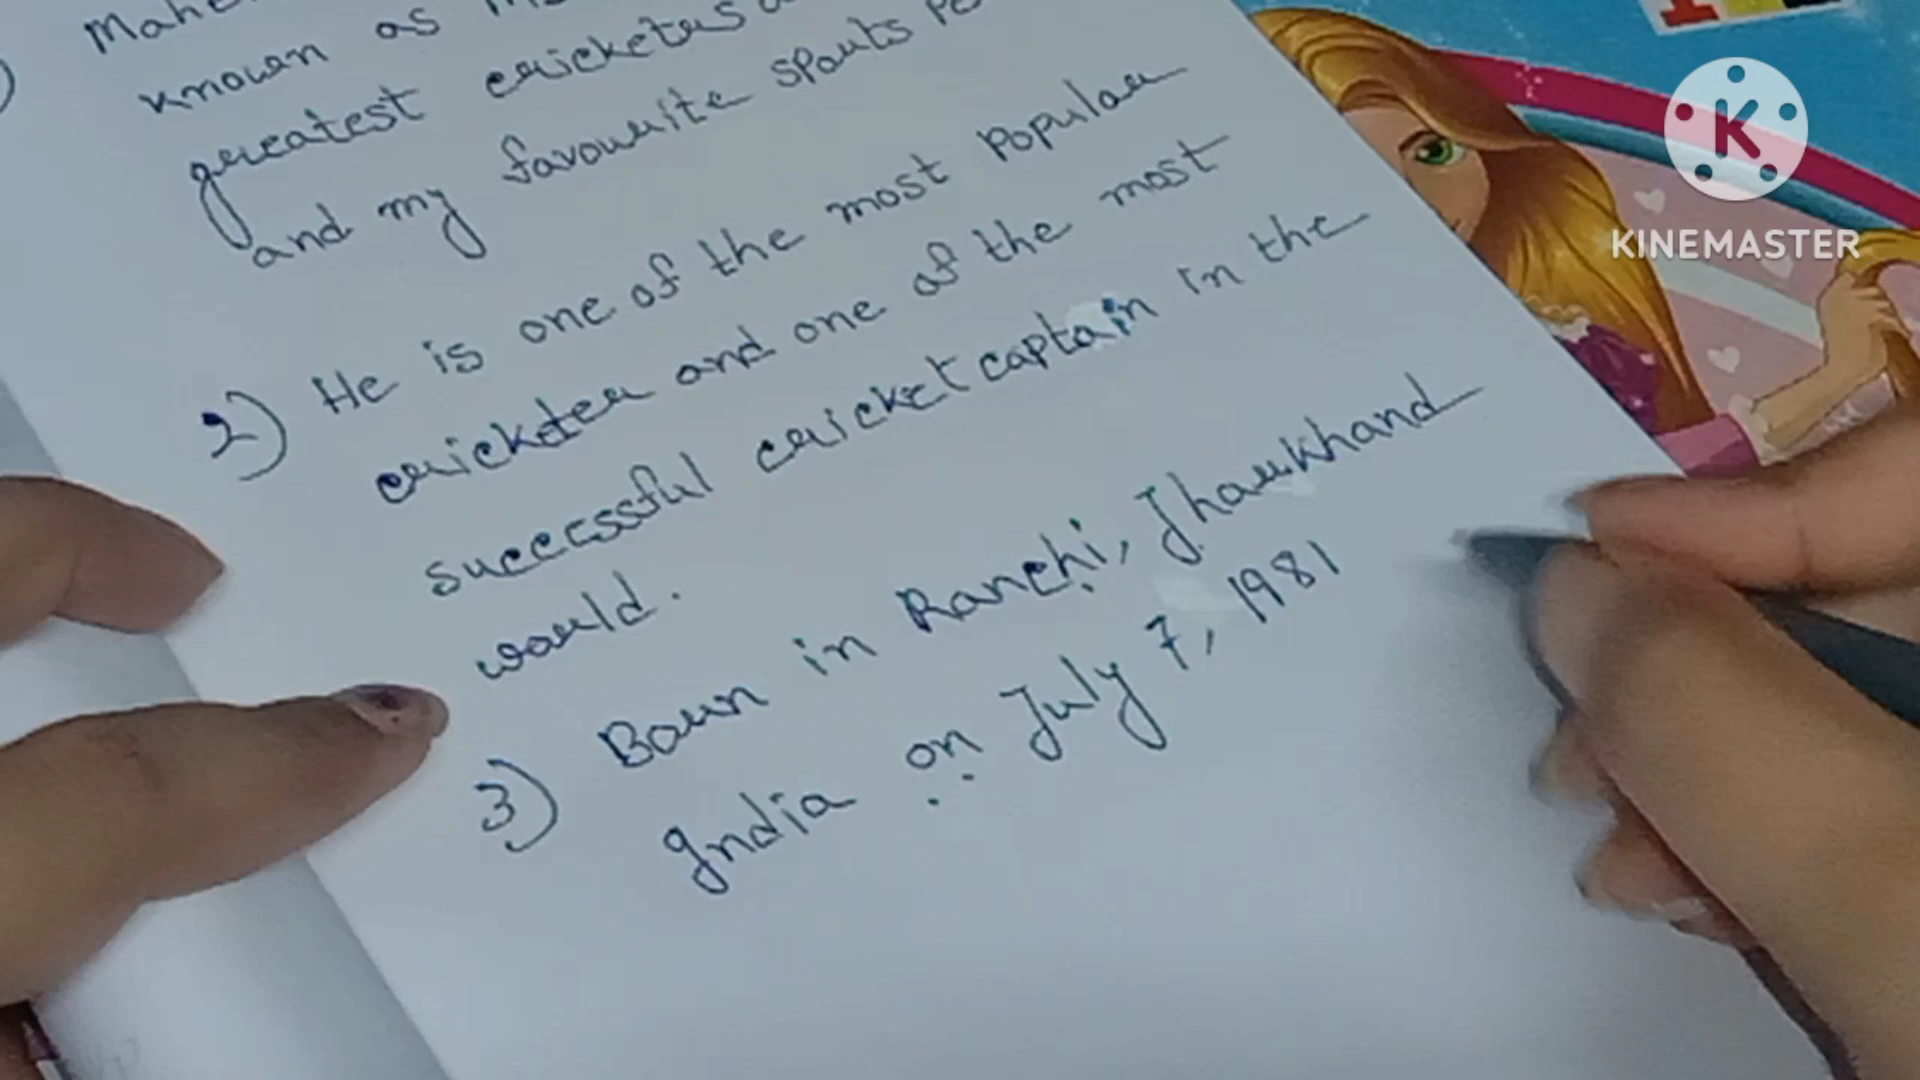 known as
greatest cricketers
and my favourite sports
2) He is one of the most popular
cricketer and one of the most
successful cricket captain in the
world.
3) Born in Ranchi, Jharkhand
India on July 7, 1981
KINEMASTER